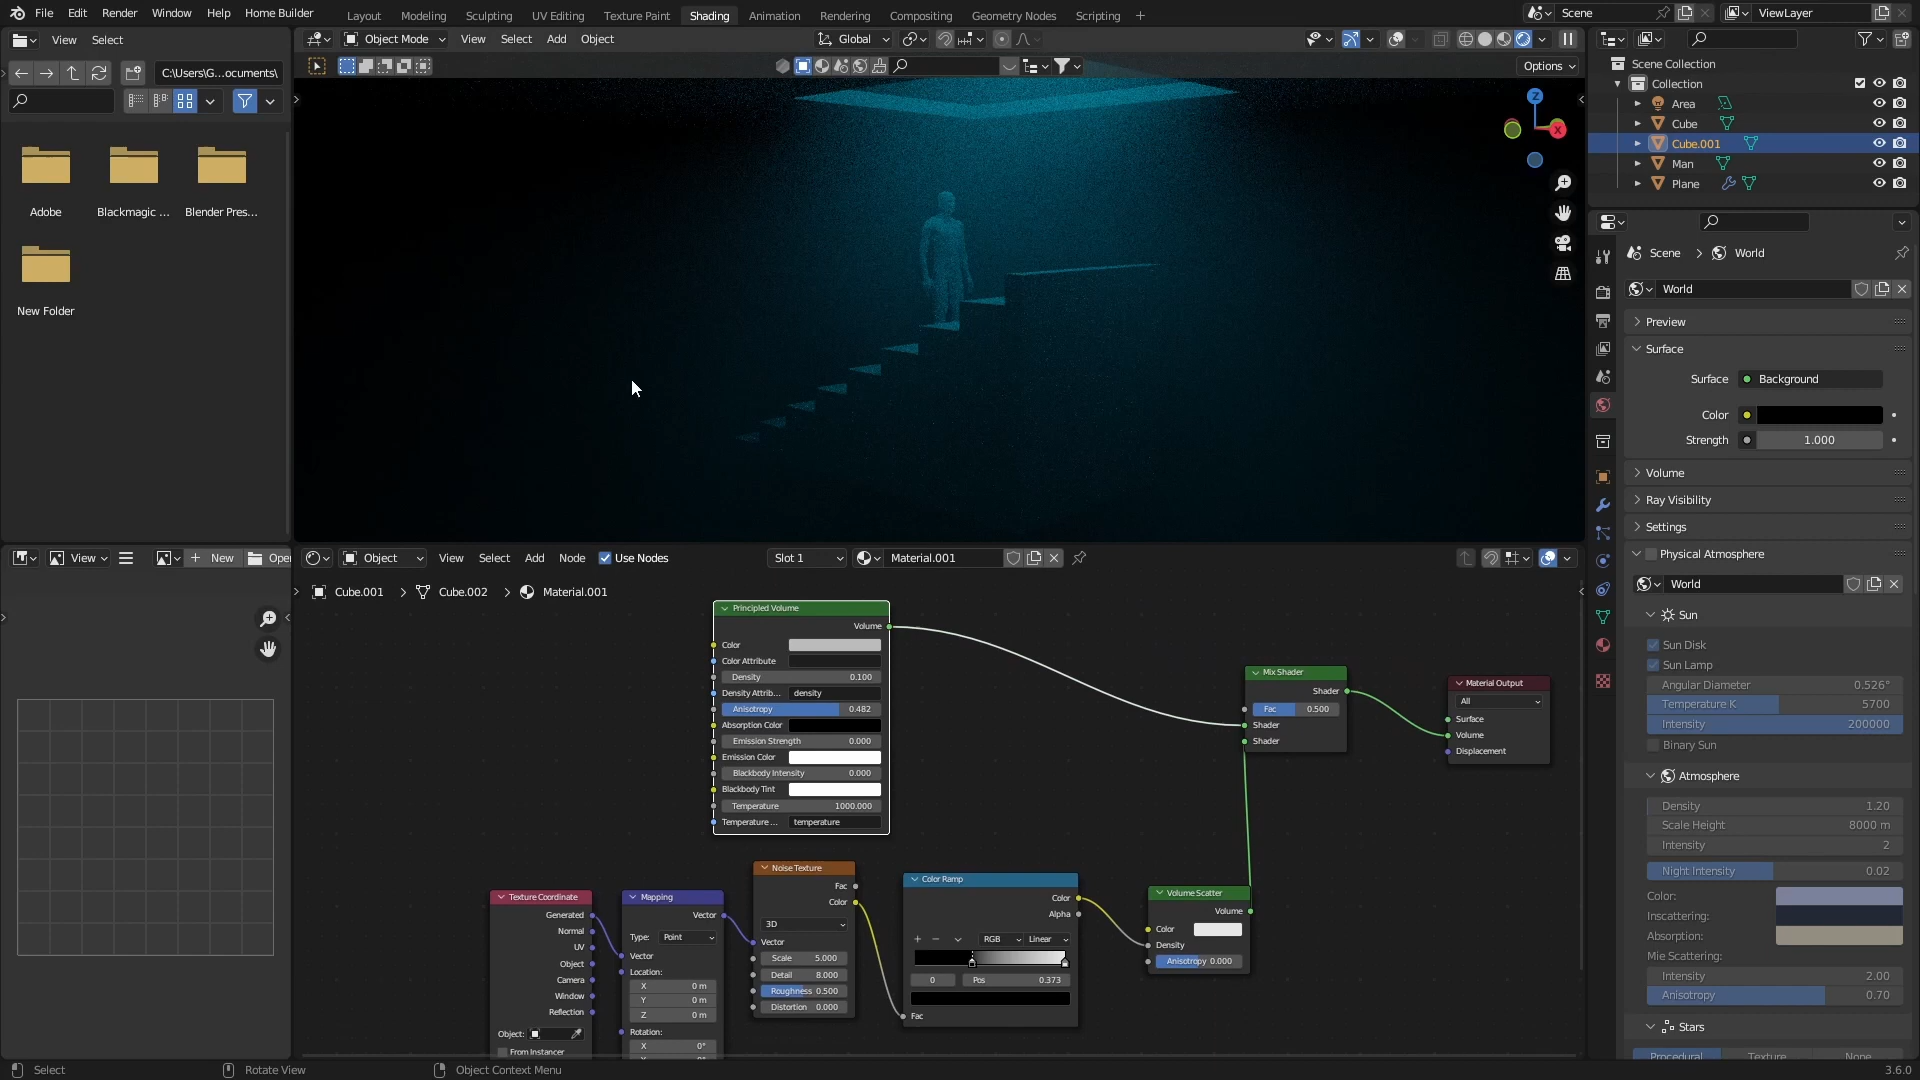 File Edit Render Window Help Home Builder
Layout Modeling Sculpting UV Editing Texture Paint Shading Animation Rendering Compositing Geometry Nodes Scripting +
Scene
ViewLayer
View Select
C:\Users\G...ocuments\
Adobe Blackmagic ... Blender Pres...
New Folder
Object Mode View Select Add Object
Global
Options
Z
X
Scene Collection
Collection
Area
Cube
Cube.001
Man
Plane
Scene > World
World
Preview
Surface
Surface Background
Color
Strength 1.000
Volume
Ray Visibility
Settings
Physical Atmosphere
World
Sun
Sun Disk
Sun Lamp
Angular Diameter 0.526°
Temperature K 5700
Intensity 200000
Binary Sun
Atmosphere
Density 1.20
Scale Height 8000 m
Intensity 2
Night Intensity 0.02
Color:
Inscattering:
Absorption:
Mie Scattering:
Intensity 2.00
Anisotropy 0.70
Stars
Procedural Texture None
View + New Open
Object View Select Add Node Use Nodes
Slot 1 Material.001
Cube.001 > Cube.002 > Material.001
Principled Volume
Volume
Color
Color Attribute
Density 0.100
Density Attrib... density
Anisotropy 0.482
Absorption Color
Emission Strength 0.000
Emission Color
Blackbody Intensity 0.000
Blackbody Tint
Temperature 1000.000
Temperature ... temperature
Mix Shader
Shader
Fac 0.500
Shader
Shader
Material Output
All
Surface
Volume
Displacement
Texture Coordinate
Generated
Normal
UV
Object
Camera
Window
Reflection
Object:
From Instancer
Mapping
Vector
Type: Point
Vector
Location:
X 0 m
Y 0 m
Z 0 m
Rotation:
X 0°
Noise Texture
Fac
Color
3D
Vector
Scale 5.000
Detail 8.000
Roughness 0.500
Distortion 0.000
Color Ramp
Color
Alpha
+ − RGB Linear
0 Pos 0.373
Fac
Volume Scatter
Volume
Color
Density
Anisotropy 0.000
Select Rotate View Object Context Menu 3.6.0